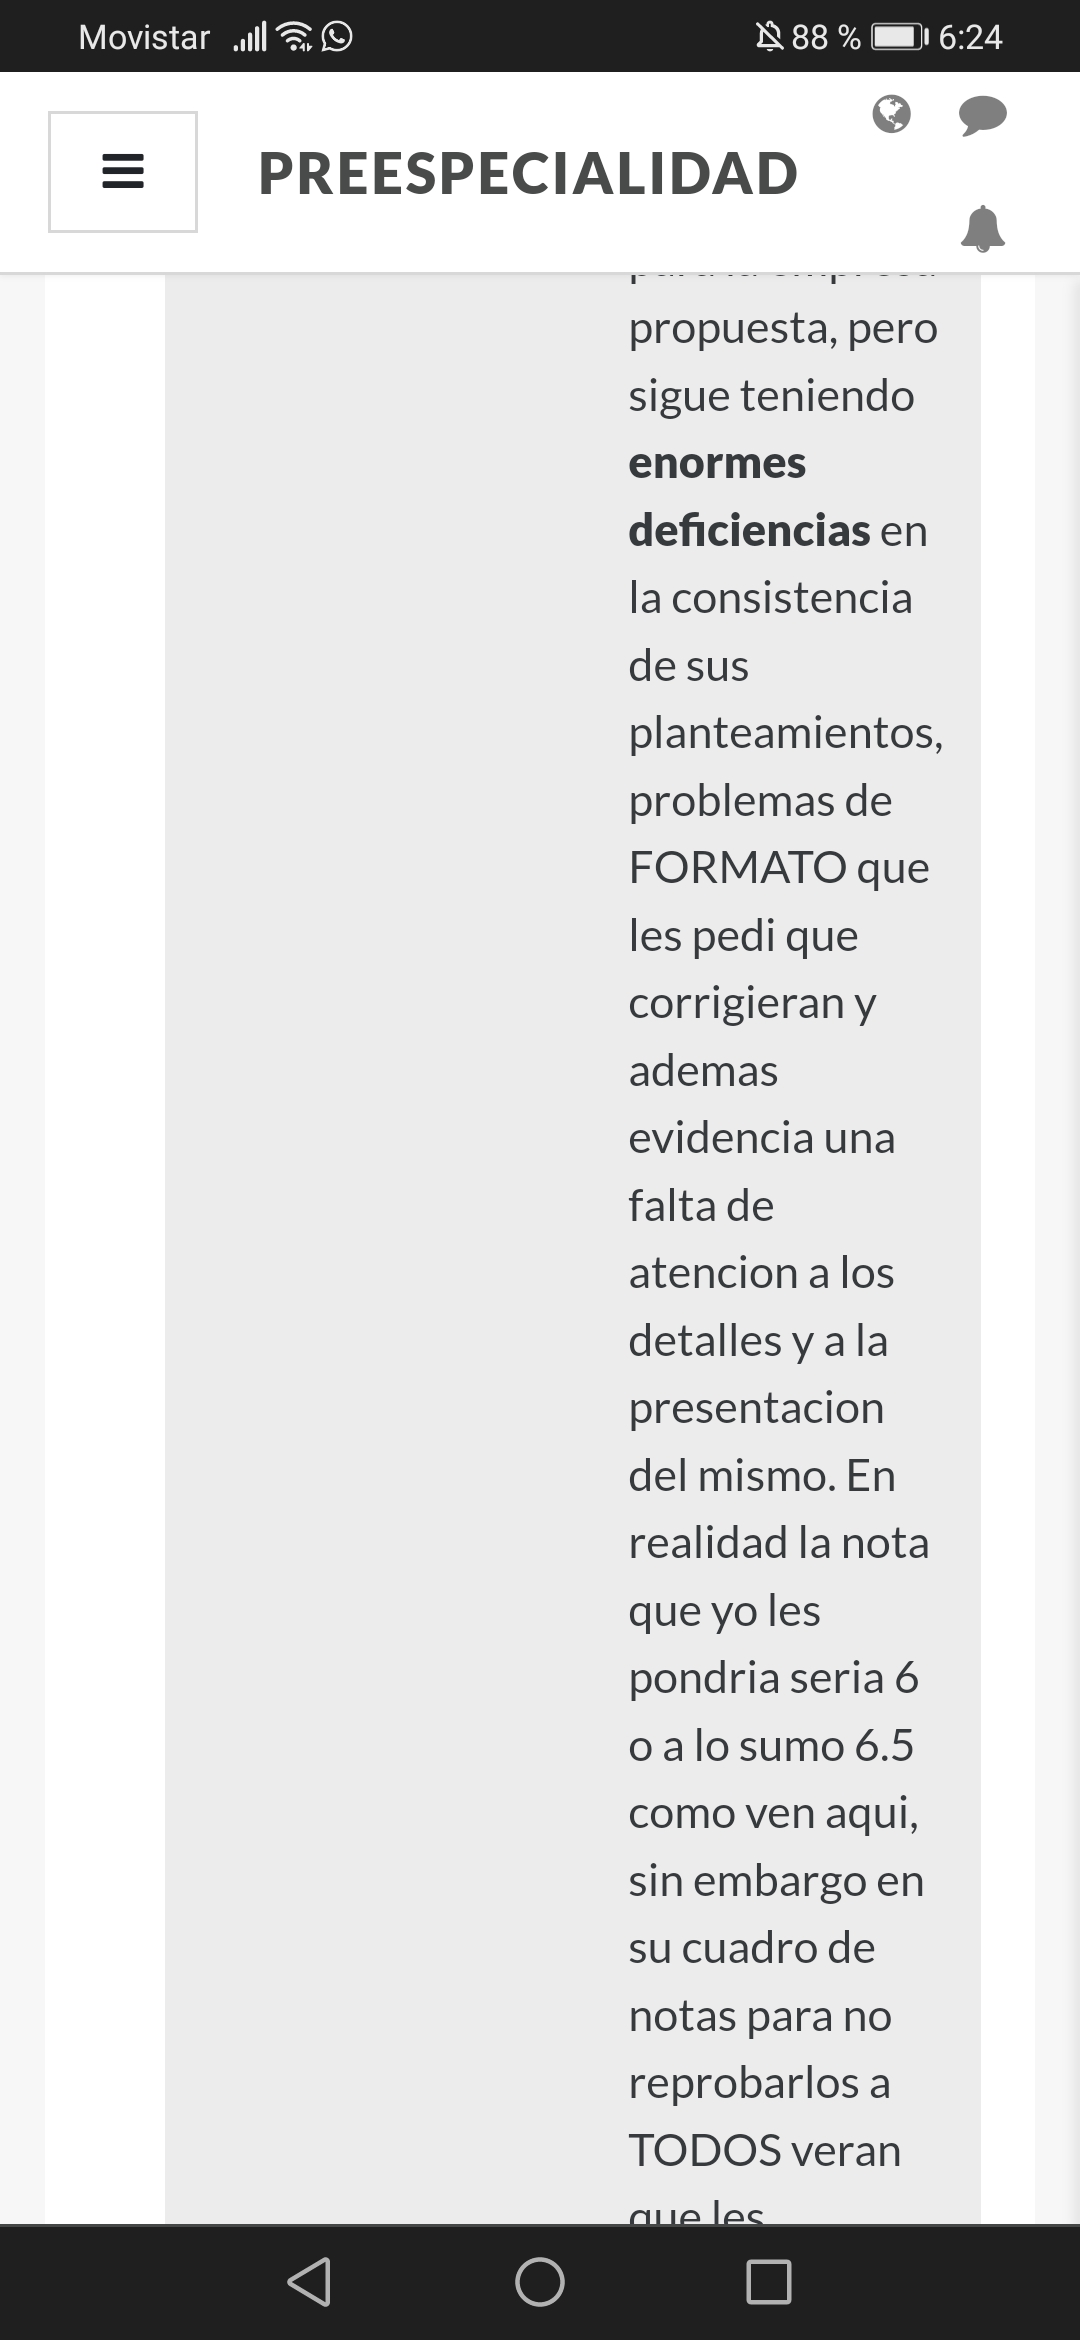 Movistar 88 % 6:24
PREESPECIALIDAD
para la empresa
propuesta, pero
sigue teniendo
enormes
deficiencias en
la consistencia
de sus
planteamientos,
problemas de
FORMATO que
les pedi que
corrigieran y
ademas
evidencia una
falta de
atencion a los
detalles y a la
presentacion
del mismo. En
realidad la nota
que yo les
pondria seria 6
o a lo sumo 6.5
como ven aqui,
sin embargo en
su cuadro de
notas para no
reprobarlos a
TODOS veran
que les